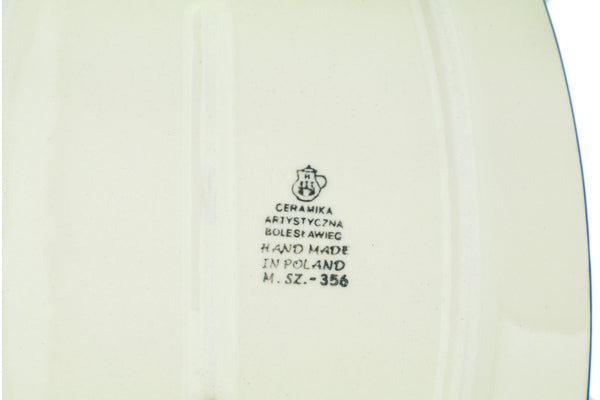 CERAMIKA
ARTYSTYCZNA
BOLESŁAWIEC
HAND MADE
IN POLAND
M. SZ.-356